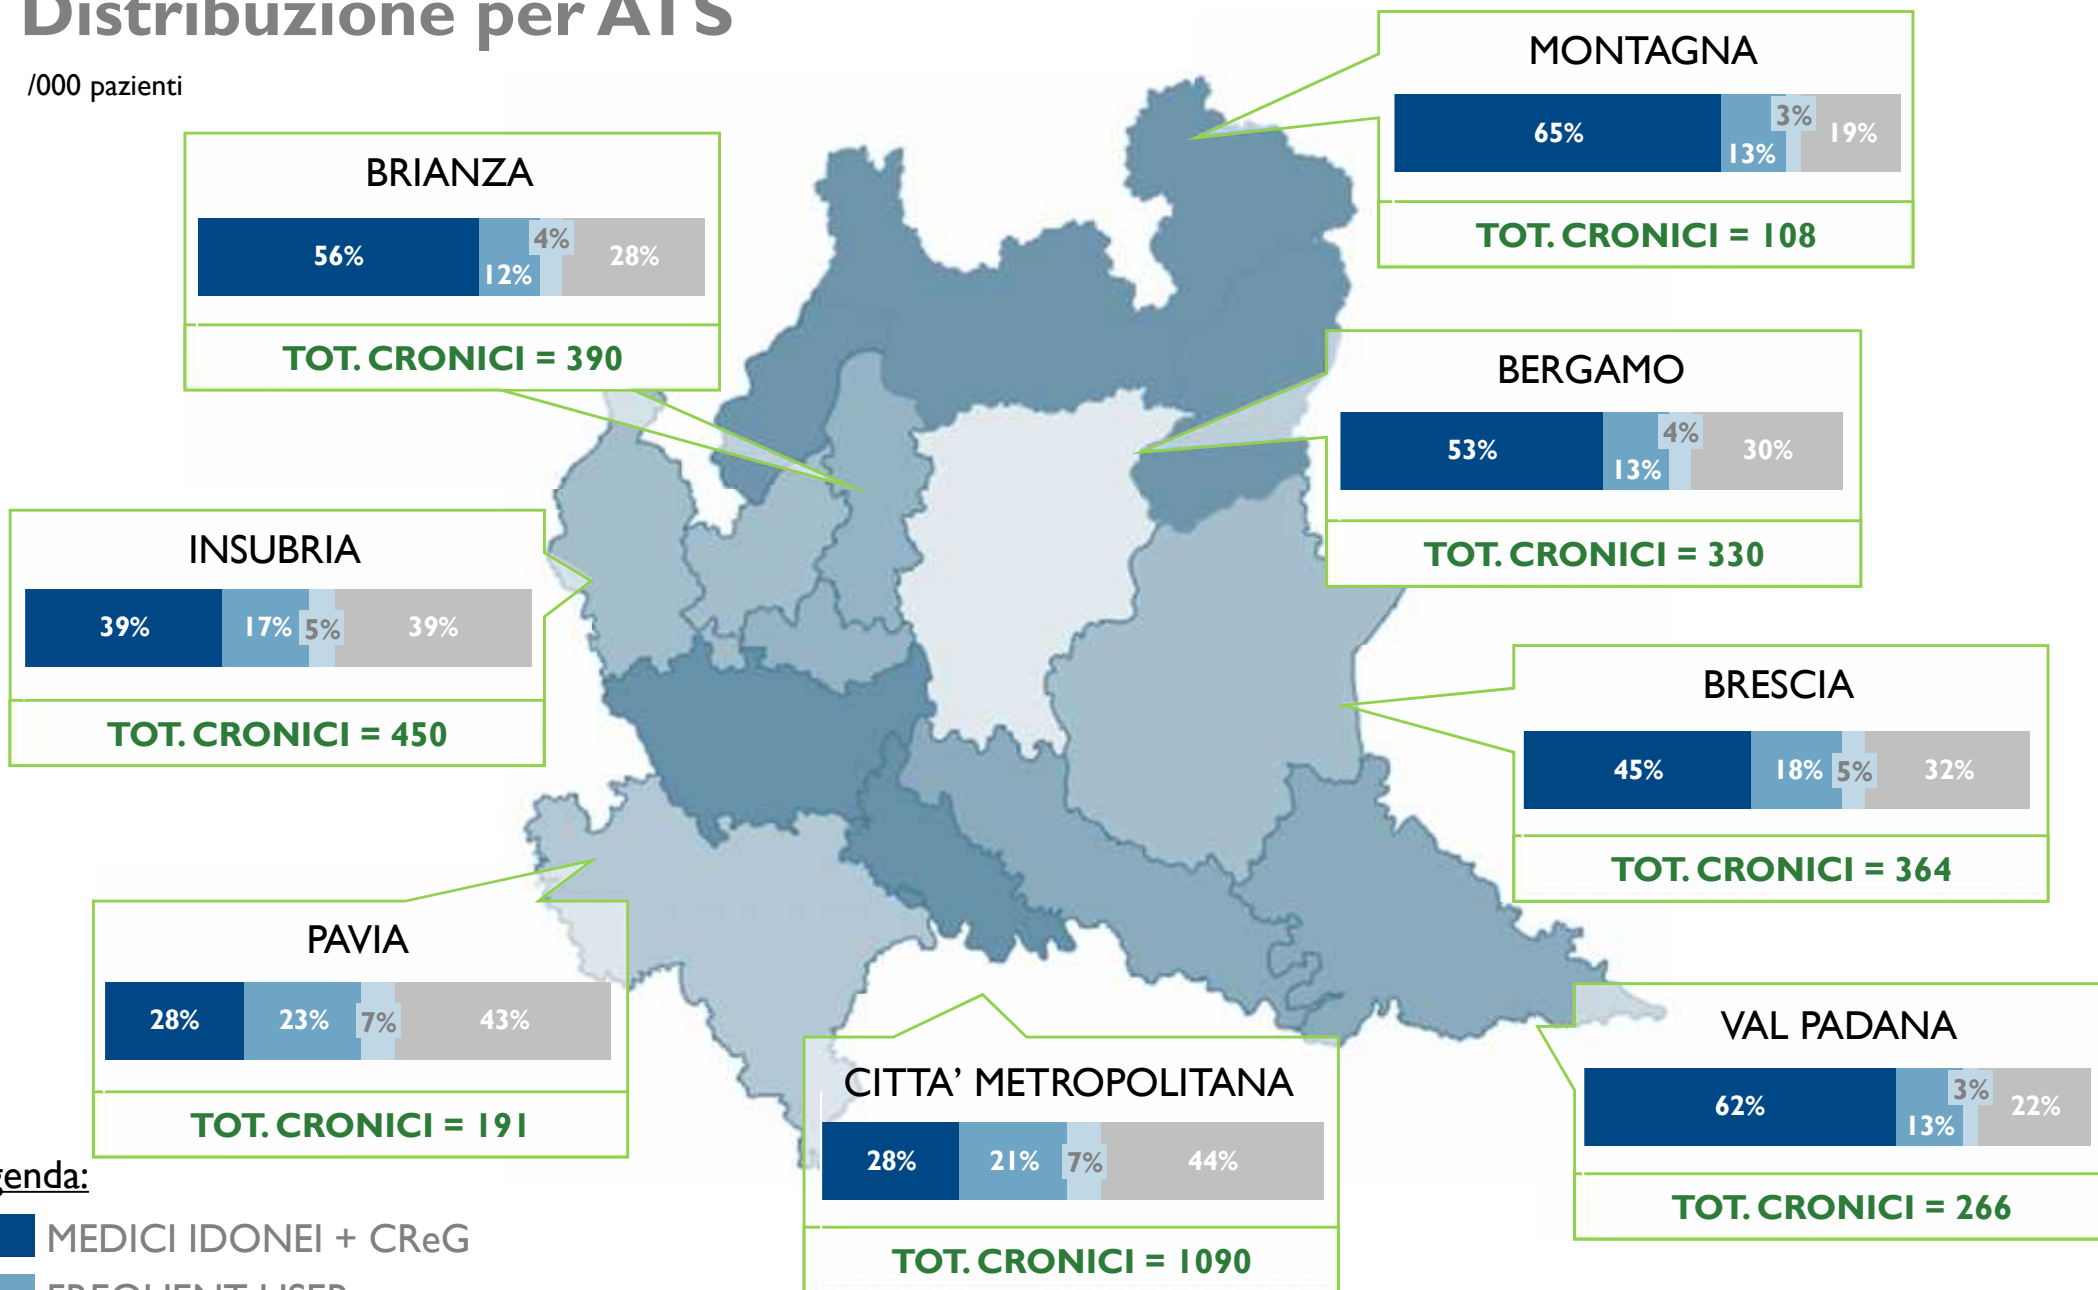 Distribuzione per ATS
/000 pazienti
MONTAGNA
65%
13%
3%
19%
TOT. CRONICI = 108
BRIANZA
56%
12%
4%
28%
TOT. CRONICI = 390
BERGAMO
53%
13%
4%
30%
TOT. CRONICI = 330
INSUBRIA
39%
17%
5%
39%
TOT. CRONICI = 450
BRESCIA
45%
18%
5%
32%
TOT. CRONICI = 364
PAVIA
28%
23%
7%
43%
TOT. CRONICI = 191
VAL PADANA
62%
13%
3%
22%
TOT. CRONICI = 266
CITTA’ METROPOLITANA
28%
21%
7%
44%
TOT. CRONICI = 1090
genda:
MEDICI IDONEI + CReG
FREQUENT USER